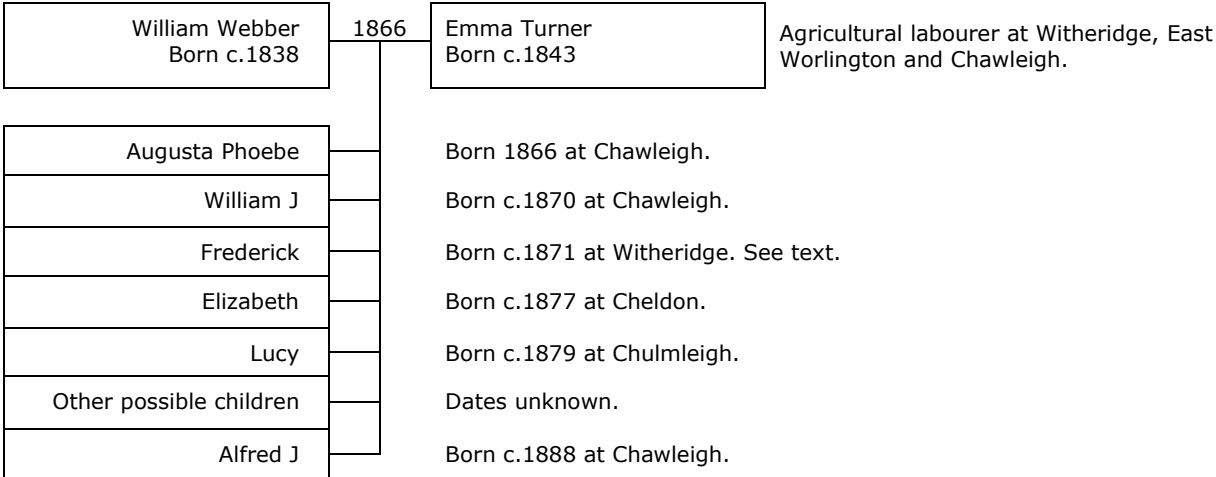 William Webber
Born c.1838
1866
Emma Turner
Born c.1843
Agricultural labourer at Witheridge, East
Worlington and Chawleigh.
Augusta Phoebe
Born 1866 at Chawleigh.
William J
Born c.1870 at Chawleigh.
Frederick
Born c.1871 at Witheridge. See text.
Elizabeth
Born c.1877 at Cheldon.
Lucy
Born c.1879 at Chulmleigh.
Other possible children
Dates unknown.
Alfred J
Born c.1888 at Chawleigh.